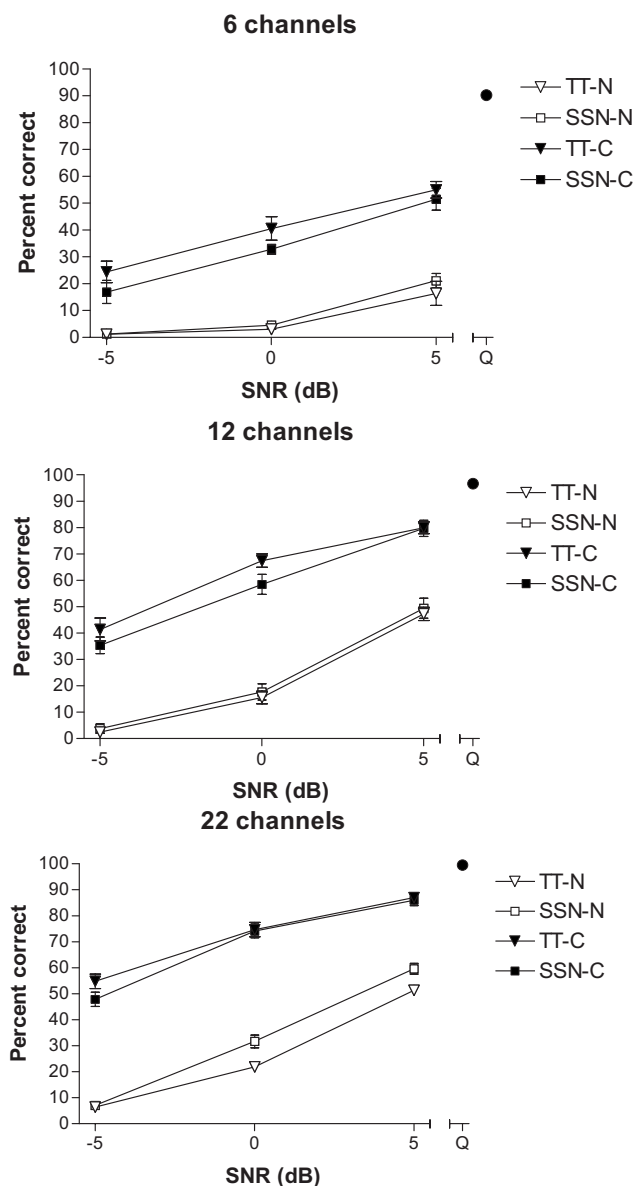 6 channels
Percent correct
100
90
80
70
60
50
40
30
20
10
0
-5
0
5
Q
SNR (dB)
TT-N
SSN-N
TT-C
SSN-C
12 channels
Percent correct
100
90
80
70
60
50
40
30
20
10
0
-5
0
5
Q
SNR (dB)
TT-N
SSN-N
TT-C
SSN-C
22 channels
Percent correct
100
90
80
70
60
50
40
30
20
10
0
-5
0
5
Q
SNR (dB)
TT-N
SSN-N
TT-C
SSN-C